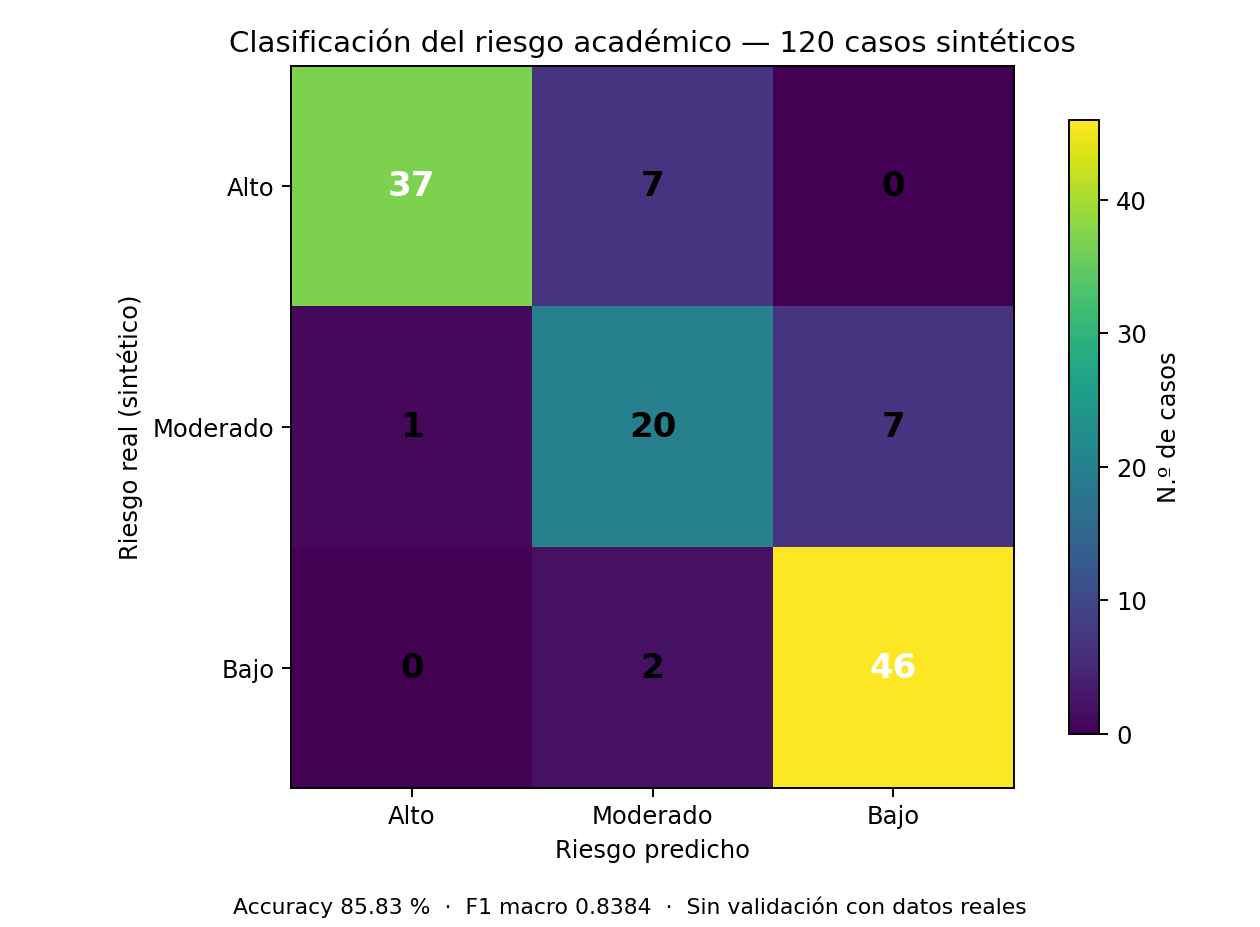 Clasificación del riesgo académico — 120 casos sintéticos
Riesgo real (sintético)
Alto
37
7
0
Moderado
1
20
7
Bajo
0
2
46
Alto
Moderado
Bajo
Riesgo predicho
40
30
20
10
0
N.º de casos
Accuracy 85.83 %  ·  F1 macro 0.8384  ·  Sin validación con datos reales